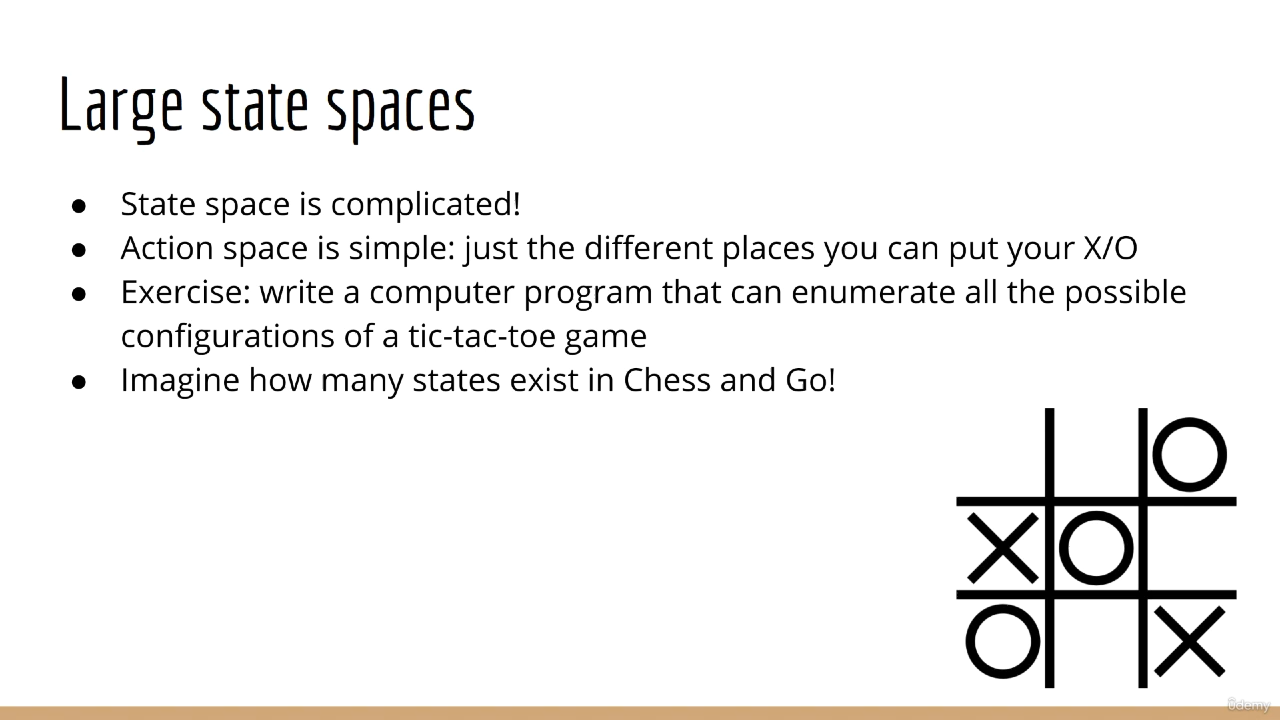 Large state spaces
● State space is complicated!
● Action space is simple: just the different places you can put your X/O
● Exercise: write a computer program that can enumerate all the possible
configurations of a tic-tac-toe game
● Imagine how many states exist in Chess and Go!
O
X O
O X
ûdemy